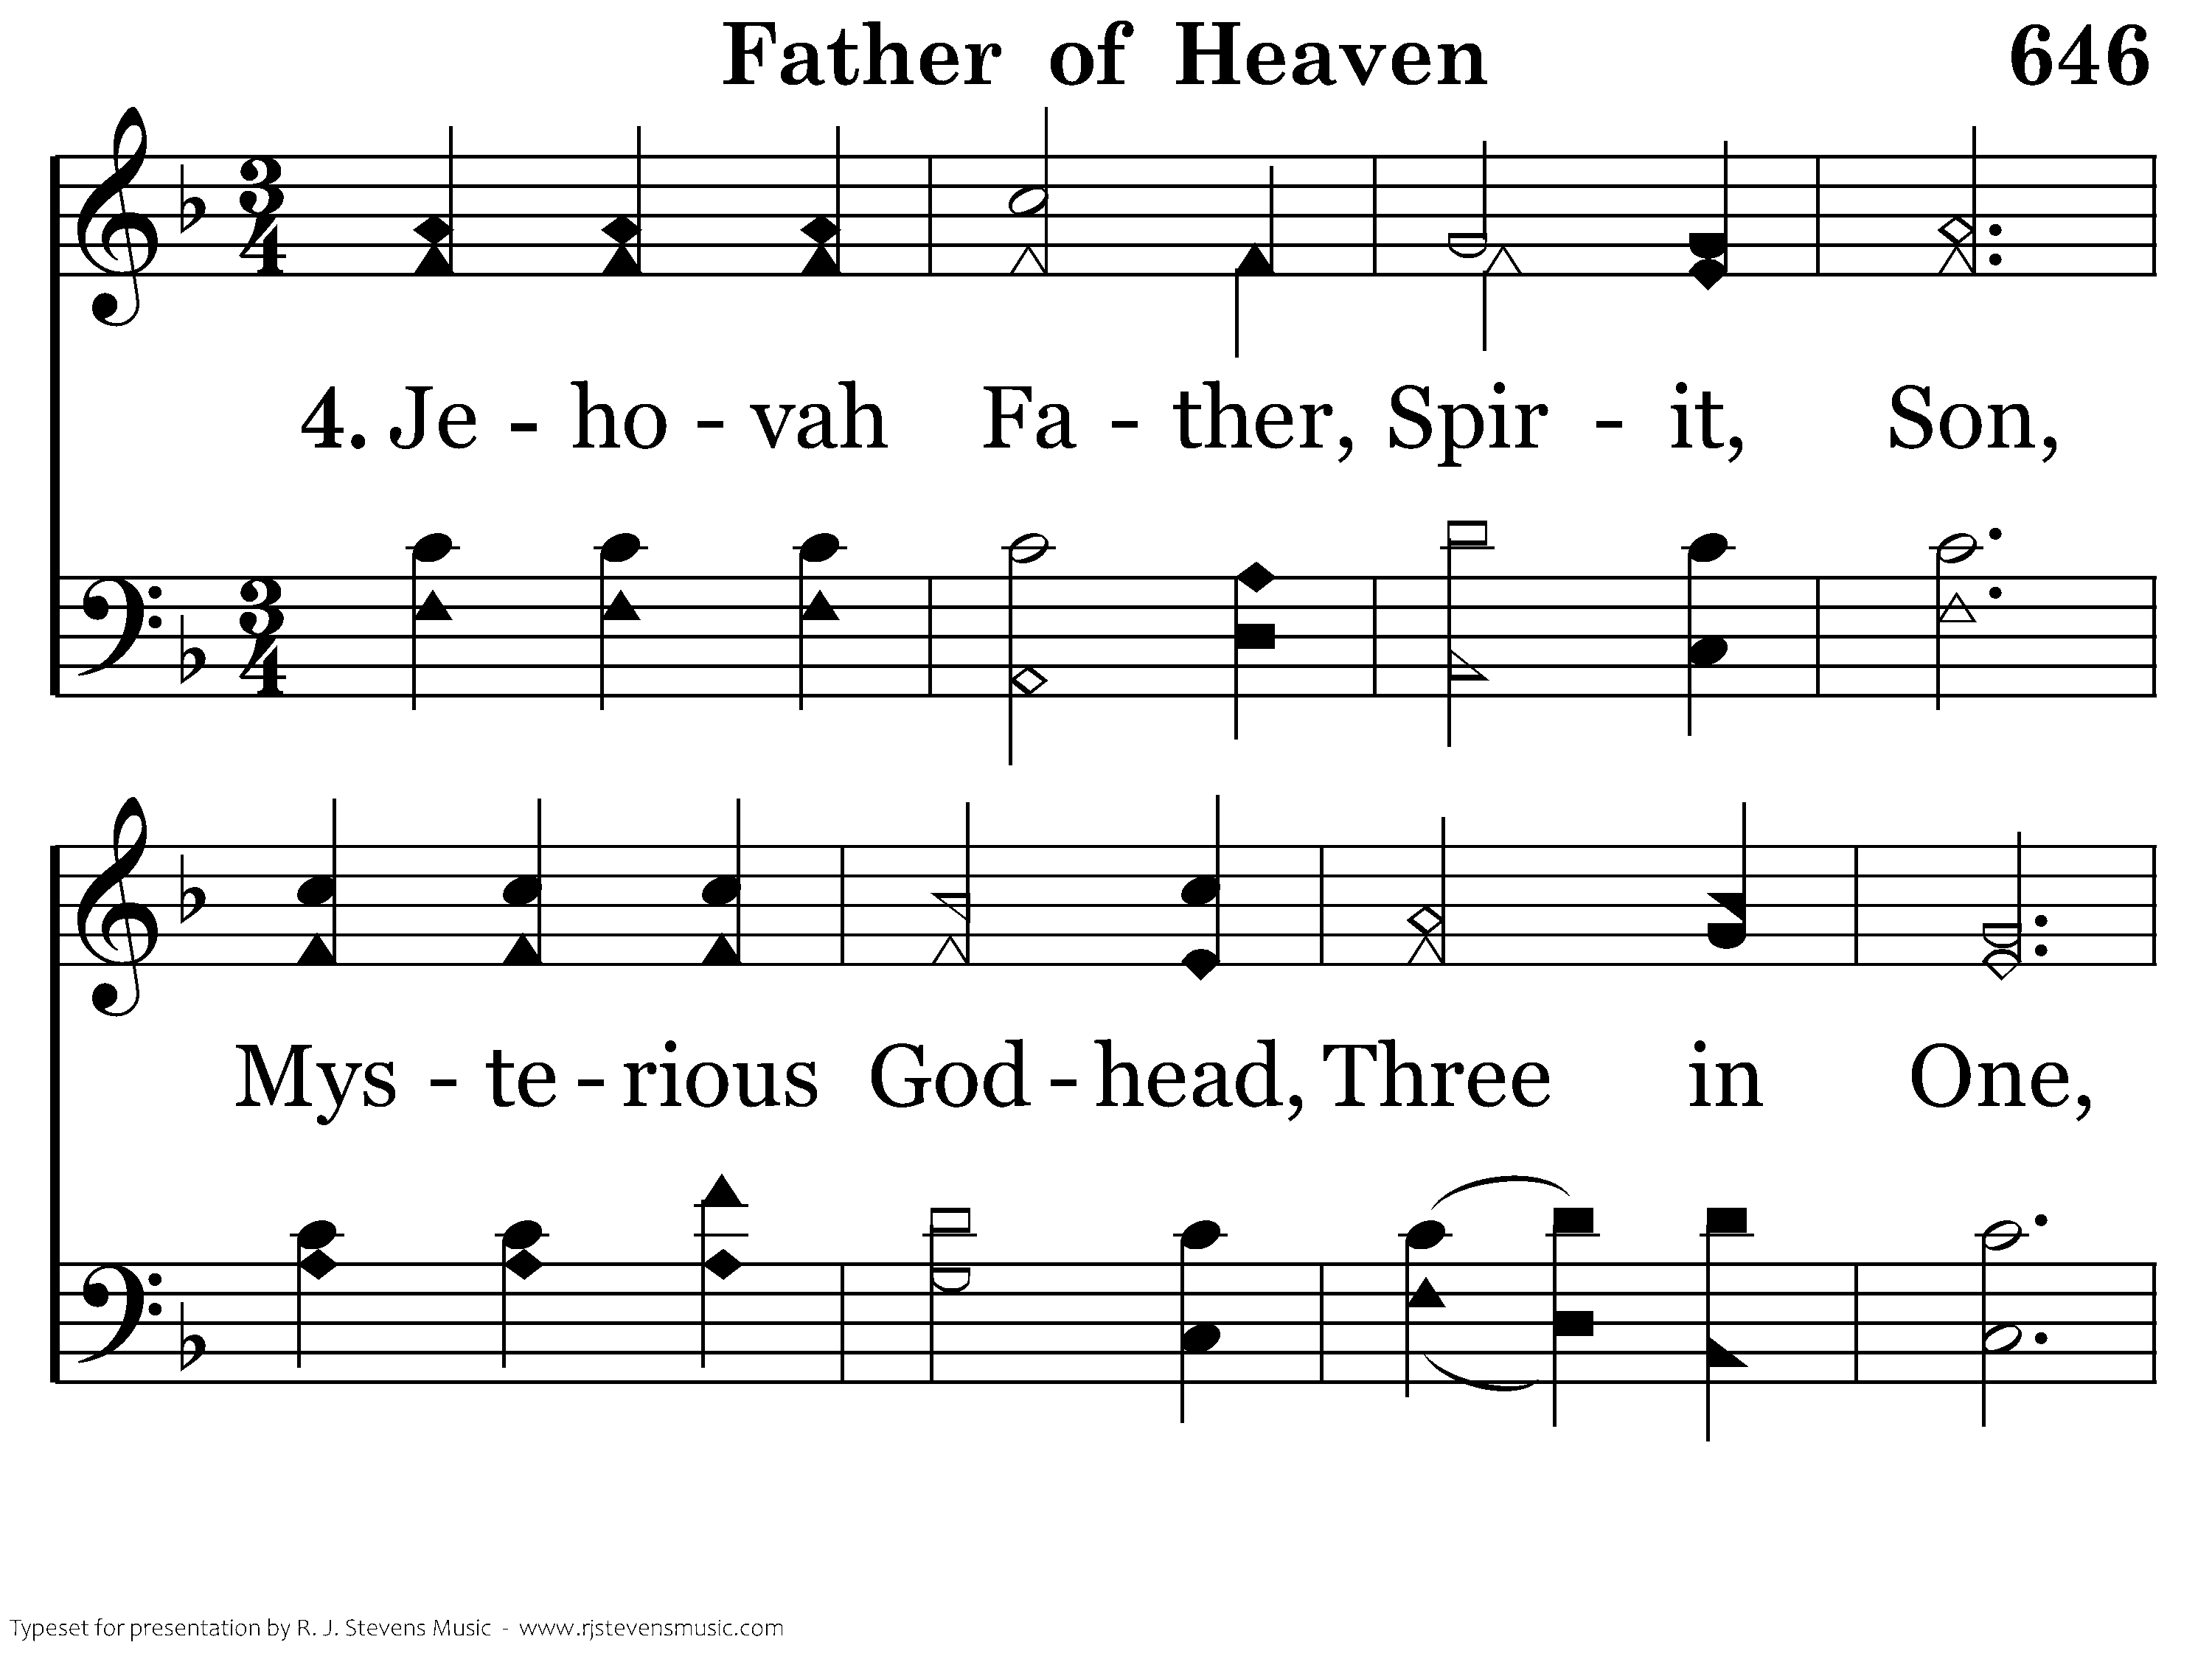 Father of Heaven 646
4. Je - ho - vah Fa - ther, Spir - it, Son,
Mys - te - rious God - head, Three in One,
Typeset for presentation by R. J. Stevens Music - www.rjstevensmusic.com